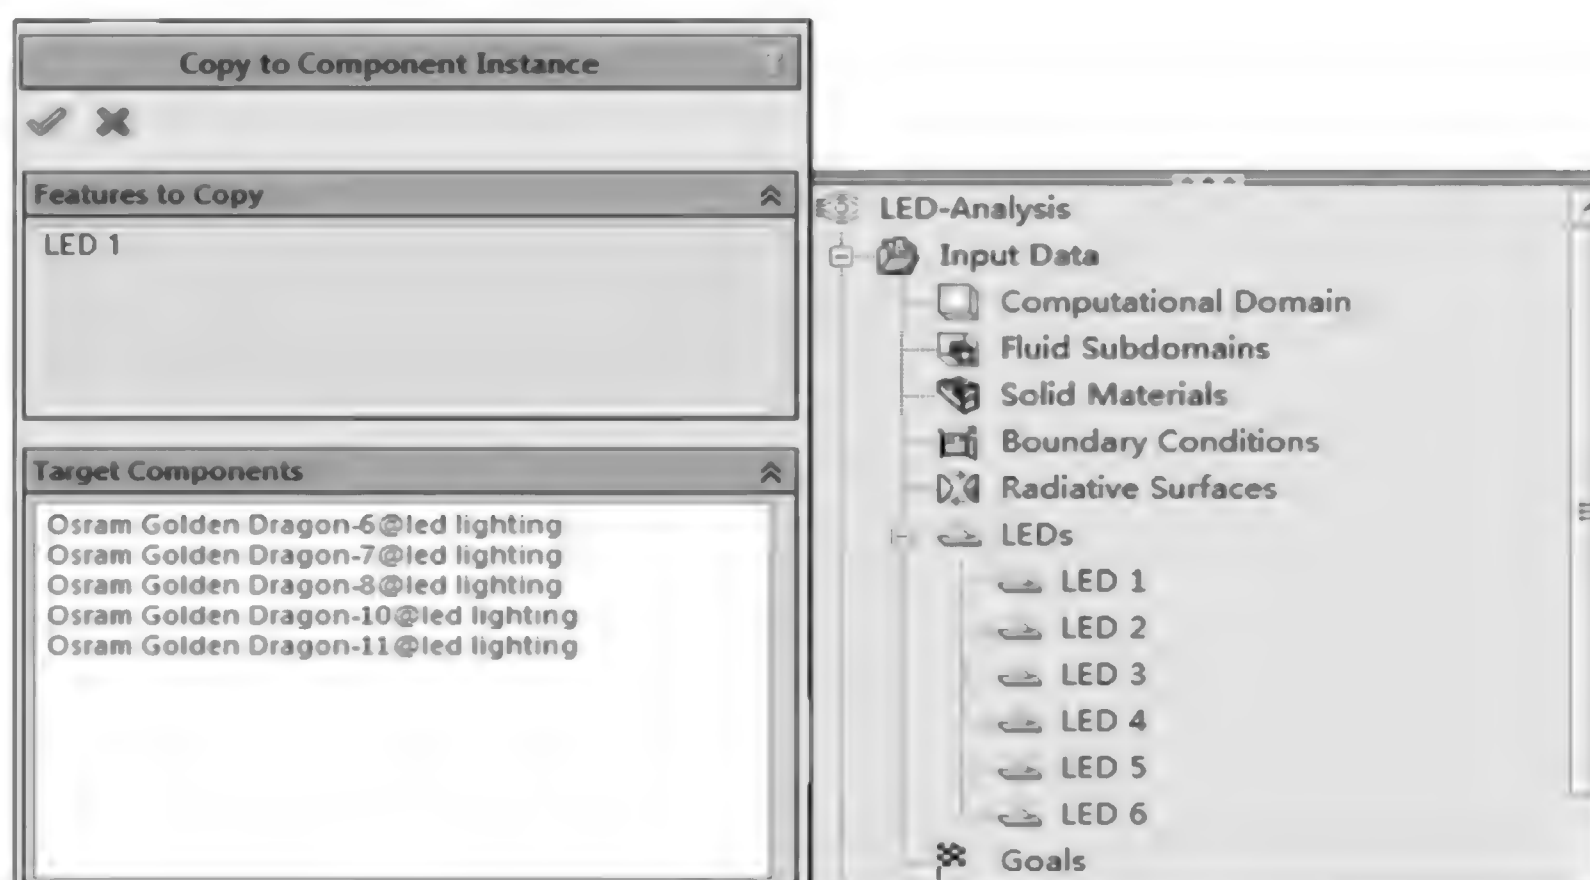 Copy to Component Instance
Features to Copy
LED 1
Target Components
Osram Golden Dragon-6@led lighting
Osram Golden Dragon-7@led lighting
Osram Golden Dragon-8@led lighting
Osram Golden Dragon-10@led lighting
Osram Golden Dragon-11@led lighting
LED-Analysis
Input Data
Computational Domain
Fluid Subdomains
Solid Materials
Boundary Conditions
Radiative Surfaces
LEDs
LED 1
LED 2
LED 3
LED 4
LED 5
LED 6
Goals